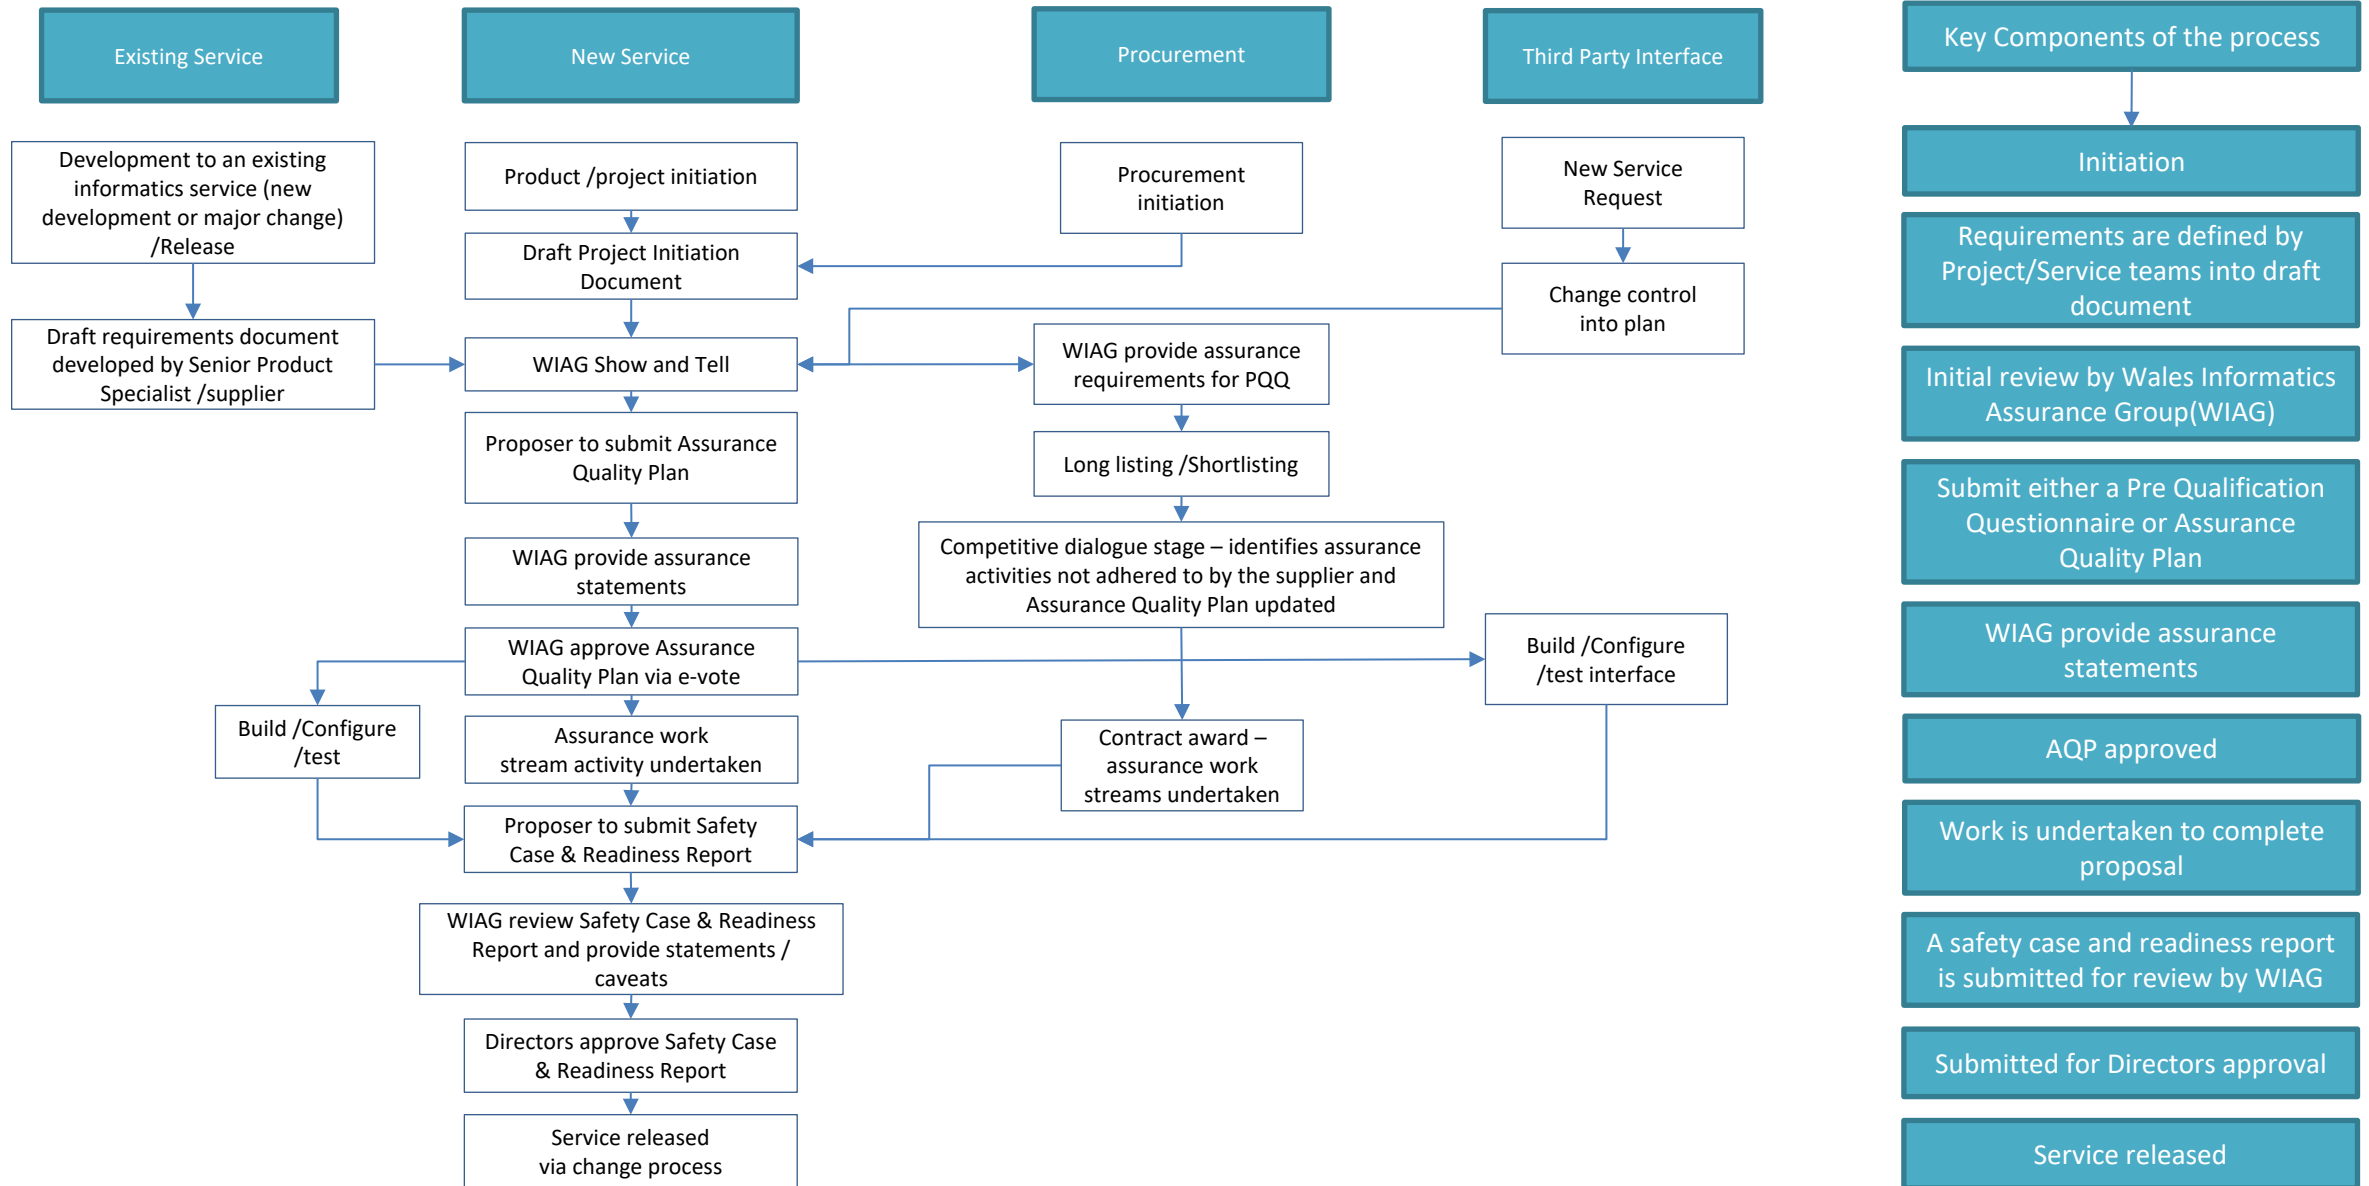 Existing Service
New Service
Procurement
Third Party Interface
Key Components of the process
Development to an existing
informatics service (new
development or major change)
/Release
Draft requirements document
developed by Senior Product
Specialist /supplier
Build /Configure
/test
Product /project initiation
Draft Project Initiation
Document
WIAG Show and Tell
Proposer to submit Assurance
Quality Plan
WIAG provide assurance
statements
WIAG approve Assurance
Quality Plan via e-vote
Assurance work
stream activity undertaken
Proposer to submit Safety
Case & Readiness Report
WIAG review Safety Case & Readiness
Report and provide statements /
caveats
Directors approve Safety Case
& Readiness Report
Service released
via change process
Procurement
initiation
WIAG provide assurance
requirements for PQQ
Long listing /Shortlisting
Competitive dialogue stage – identifies assurance
activities not adhered to by the supplier and
Assurance Quality Plan updated
Contract award –
assurance work
streams undertaken
New Service
Request
Change control
into plan
Build /Configure
/test interface
Initiation
Requirements are defined by
Project/Service teams into draft
document
Initial review by Wales Informatics
Assurance Group(WIAG)
Submit either a Pre Qualification
Questionnaire or Assurance
Quality Plan
WIAG provide assurance
statements
AQP approved
Work is undertaken to complete
proposal
A safety case and readiness report
is submitted for review by WIAG
Submitted for Directors approval
Service released